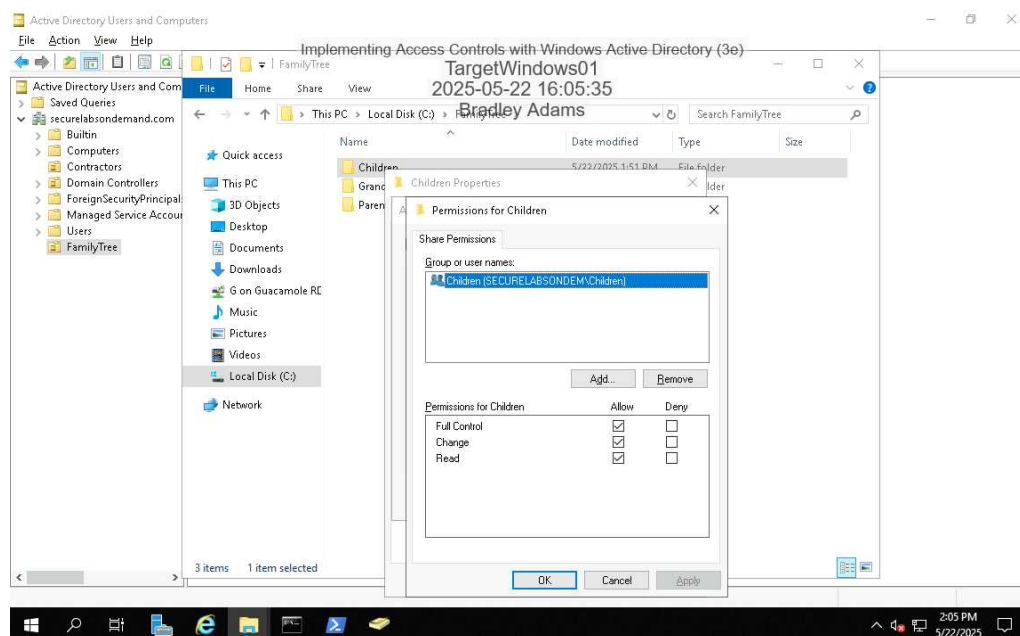 Active Directory Users and Computers
File Action View Help
Implementing Access Controls with Windows Active Directory (3e)
TargetWindows01
2025-05-22 16:05:35
Bradley Adams
FamilyTree
File Home Share View
This PC > Local Disk (C:) > FamilyTree
Search FamilyTree
Active Directory Users and Com
Saved Queries
securelabsondemand.com
Builtin
Computers
Contractors
Domain Controllers
ForeignSecurityPrincipal
Managed Service Accour
Users
FamilyTree
Quick access
This PC
3D Objects
Desktop
Documents
Downloads
G on Guacamole RD
Music
Pictures
Videos
Local Disk (C:)
Network
Name Date modified Type Size
Children 5/22/2025 1:51 PM File folder
Grand
Paren
lder
Children Properties
Permissions for Children
Share Permissions
Group or user names:
Children (SECURELABSONDEM\Children)
Add... Remove
Permissions for Children Allow Deny
Full Control
Change
Read
OK Cancel Apply
3 items 1 item selected
2:05 PM
5/22/2025